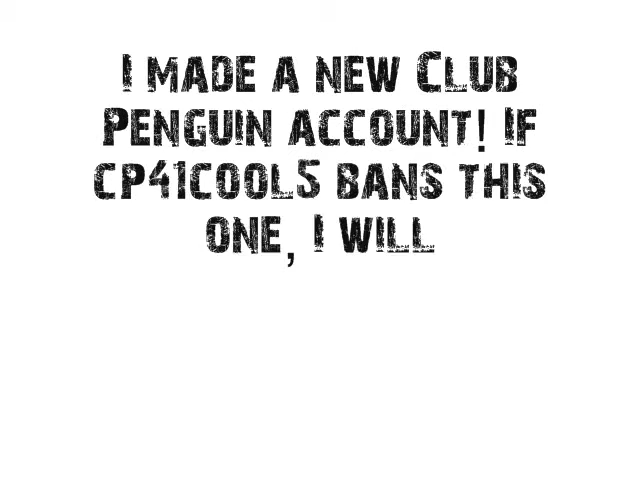 I made a new Club
Penguin account! If
cp41cool5 bans this
one, I will